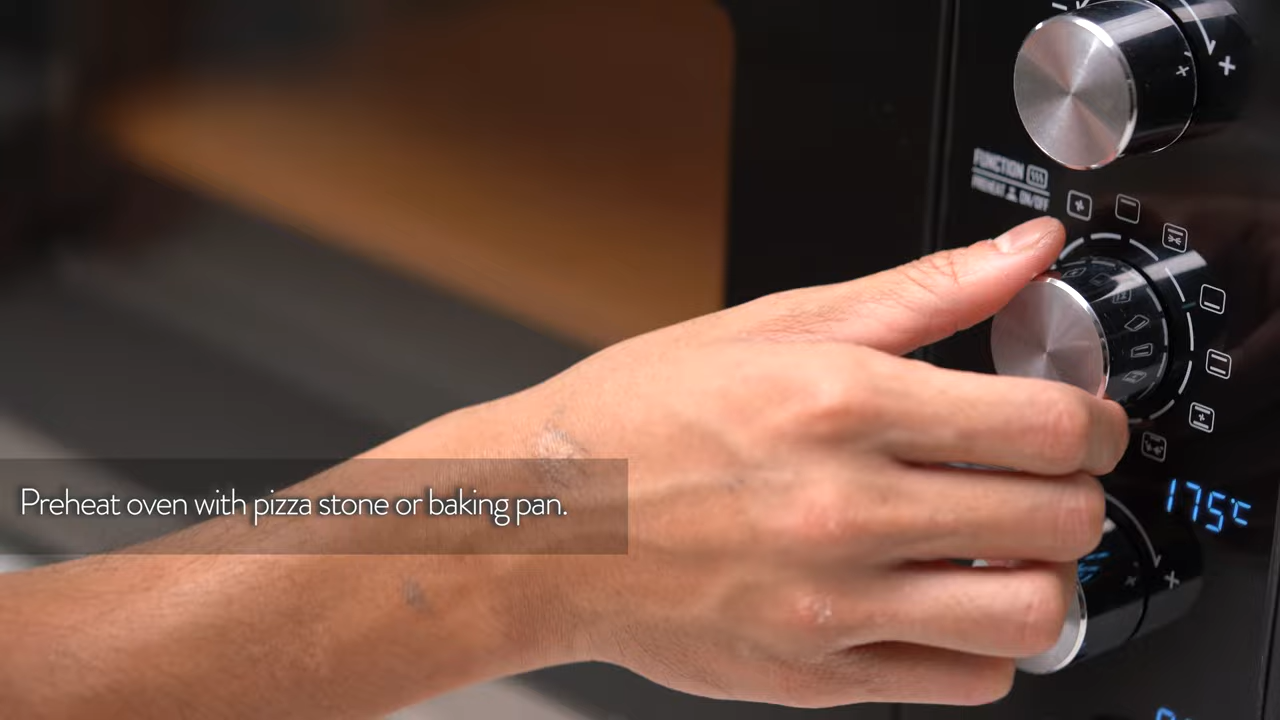 FUNCTION
PREHEAT ON/OFF
Preheat oven with pizza stone or baking pan.
175°C